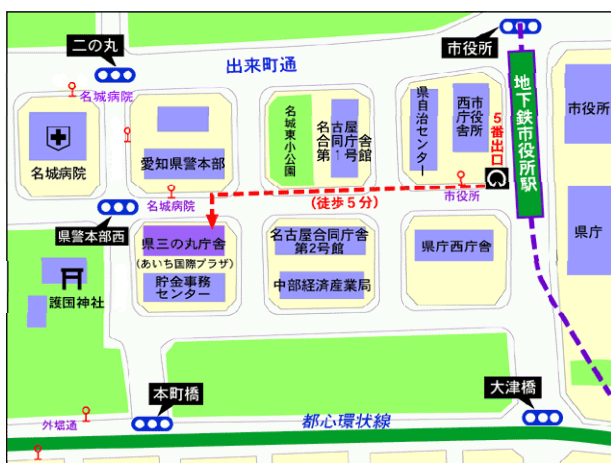 二の丸
市役所
出来町通
名城病院
地下鉄市役所駅
市役所
名城病院
愛知県警本部
名城東小公園
名古屋
合同庁舎
第1号館
県自治センター
西庁舎
市役所
5番出口
名城病院
(徒歩5分)
市役所
県警本部西
県三の丸庁舎
(あいち国際プラザ)
貯金事務
センター
名古屋合同庁舎
第2号館
中部経済産業局
県庁西庁舎
県庁
護国神社
本町橋
大津橋
外堀通
都心環状線